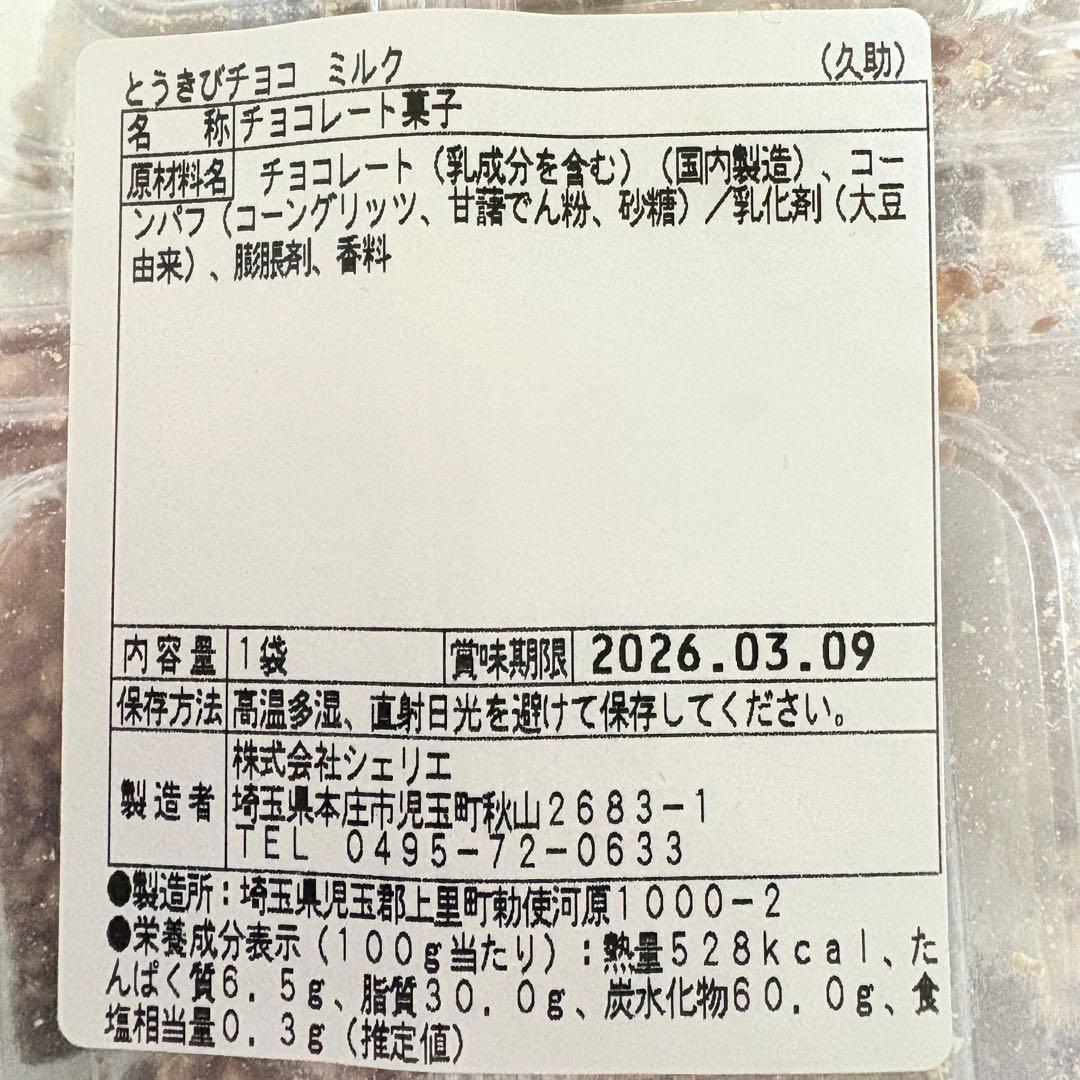 とうきびチョコ　ミルク　（久助）
名　称　チョコレート菓子
原材料名　チョコレート（乳成分を含む）（国内製造）、コー
ンパフ（コーングリッツ、甘藷でん粉、砂糖）／乳化剤（大豆
由来）、膨脹剤、香料
内容量　1袋　賞味期限　2026.03.09
保存方法　高温多湿、直射日光を避けて保存してください。
製造者　株式会社シェリエ
埼玉県本庄市児玉町秋山２６８３－１
ＴＥＬ　０４９５－７２－０６３３
●製造所：埼玉県児玉郡上里町勅使河原１０００－２
●栄養成分表示（１００ｇ当たり）：熱量５２８ｋｃａｌ、た
んぱく質６．５ｇ、脂質３０．０ｇ、炭水化物６０．０ｇ、食
塩相当量０．３ｇ（推定値）